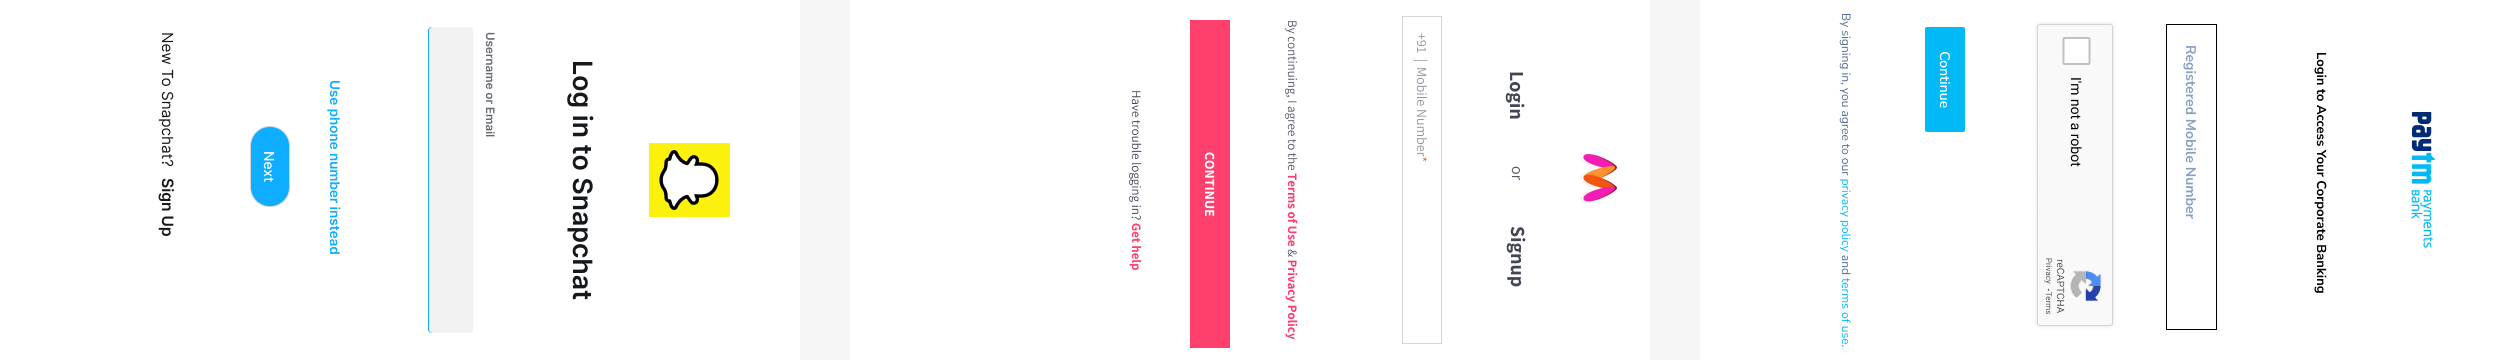 paytm Payments
Bank
Login to Access Your Corporate Banking
Registered Mobile Number
I'm not a robot
reCAPTCHA
Privacy - Terms
Continue
By signing in, you agree to our privacy policy and terms of use.
Login or Signup
+91 | Mobile Number*
By continuing, I agree to the Terms of Use & Privacy Policy
CONTINUE
Have trouble logging in? Get help
Log in to Snapchat
Username or Email
Use phone number instead
Next
New To Snapchat? Sign Up